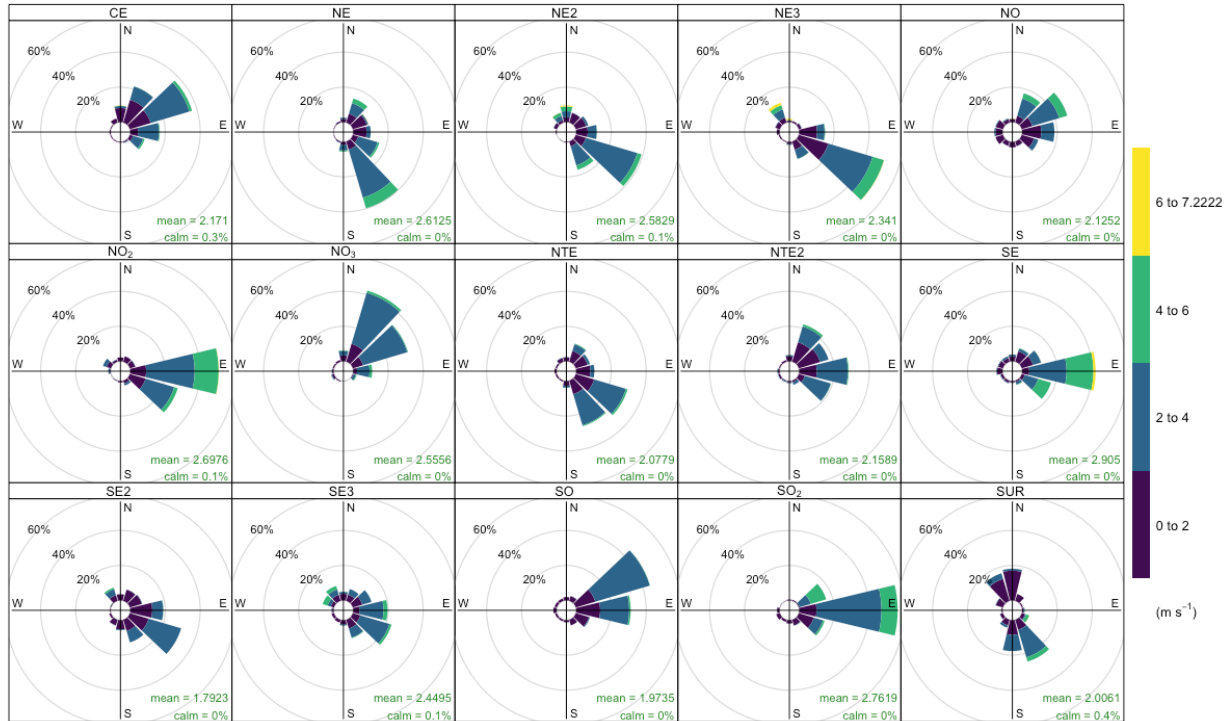 CE NE NE2 NE3 NO
N N N N N
60% 60% 60% 60% 60%
40% 40% 40% 40% 40%
20% 20% 20% 20% 20%
W E W E W E W E W E
mean = 2.171 mean = 2.6125 mean = 2.5829 mean = 2.341 mean = 2.1252
S S S S S
calm = 0.3% calm = 0% calm = 0.1% calm = 0% calm = 0%
NO₂ NO₃ NTE NTE2 SE
N N N N N
60% 60% 60% 60% 60%
40% 40% 40% 40% 40%
20% 20% 20% 20% 20%
W E W E W E W E W E
mean = 2.6976 mean = 2.5556 mean = 2.0779 mean = 2.1589 mean = 2.905
S S S S S
calm = 0.1% calm = 0% calm = 0% calm = 0% calm = 0%
SE2 SE3 SO SO₂ SUR
N N N N N
60% 60% 60% 60% 60%
40% 40% 40% 40% 40%
20% 20% 20% 20% 20%
W E W E W E W E W E
mean = 1.7923 mean = 2.4495 mean = 1.9735 mean = 2.7619 mean = 2.0061
S S S S S
calm = 0% calm = 0.1% calm = 0% calm = 0% calm = 0.4%
6 to 7.2222
4 to 6
2 to 4
0 to 2
(m s⁻¹)